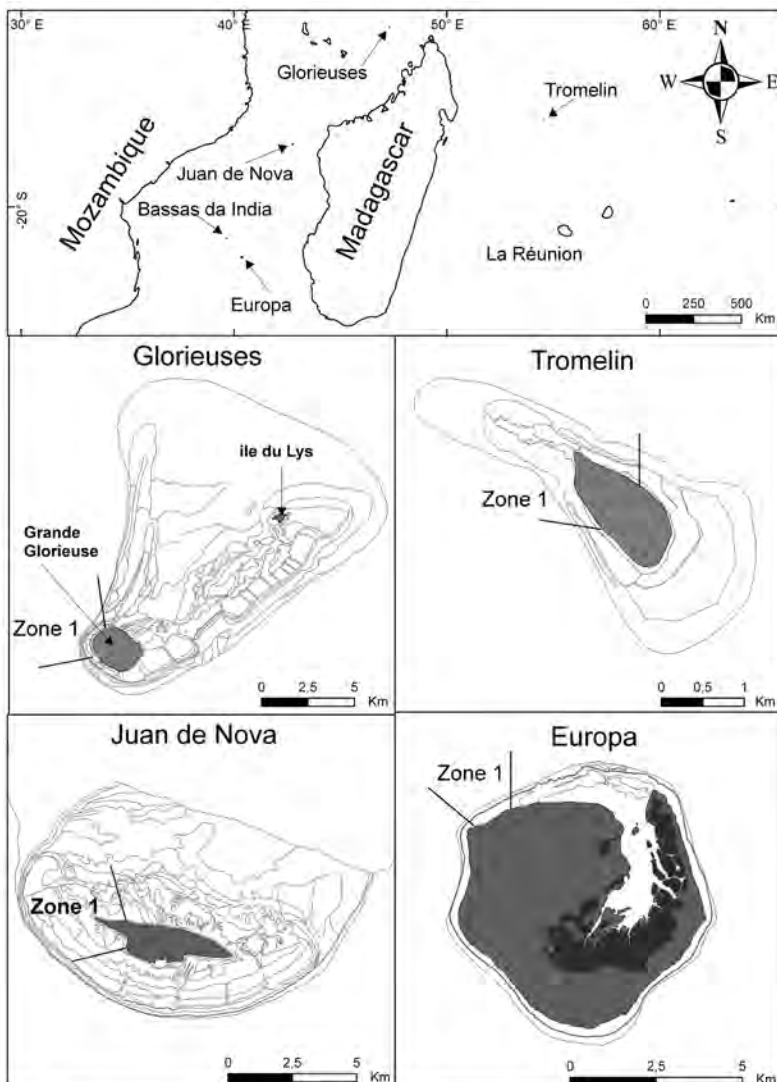 30° E
40° E
50° E
60° E
N
W
E
S
Glorieuses
Tromelin
Mozambique
Juan de Nova
Madagascar
-20° S
Bassas da India
La Réunion
Europa
0 250 500
Km
Glorieuses
ile du Lys
Grande
Glorieuse
Zone 1
0 2.5 5
Km
Tromelin
Zone 1
0 0,5 1
Km
Juan de Nova
Zone 1
0 2,5 5
Km
Europa
Zone 1
0 2,5 5
Km